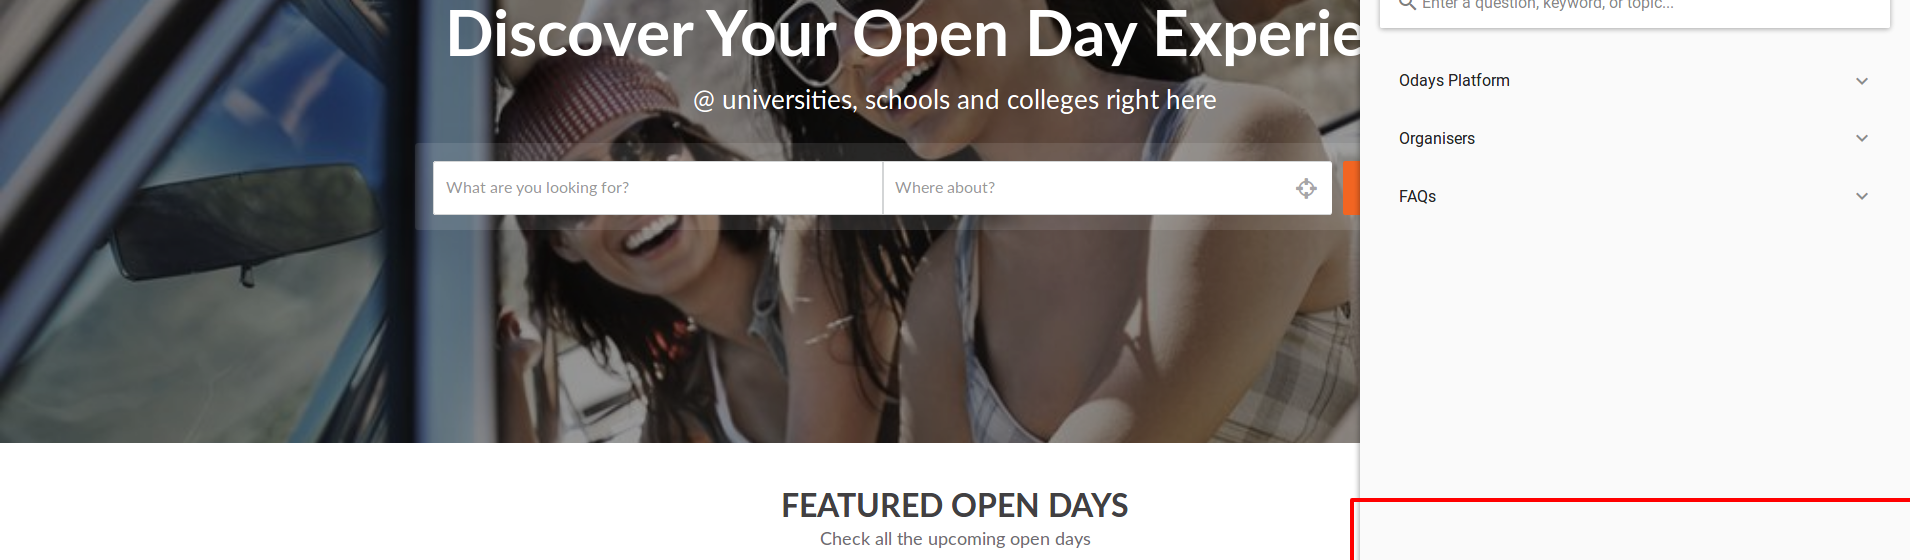 Discover Your Open Day Experie
@ universities, schools and colleges right here
What are you looking for?
Where about?
FEATURED OPEN DAYS
Check all the upcoming open days
Enter a question, keyword, or topic...
Odays Platform
Organisers
FAQs